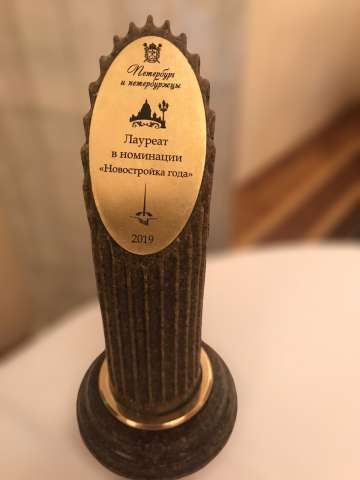 Петербург
и петербуржцы
Лауреат
в номинации
«Новостройка года»
2019